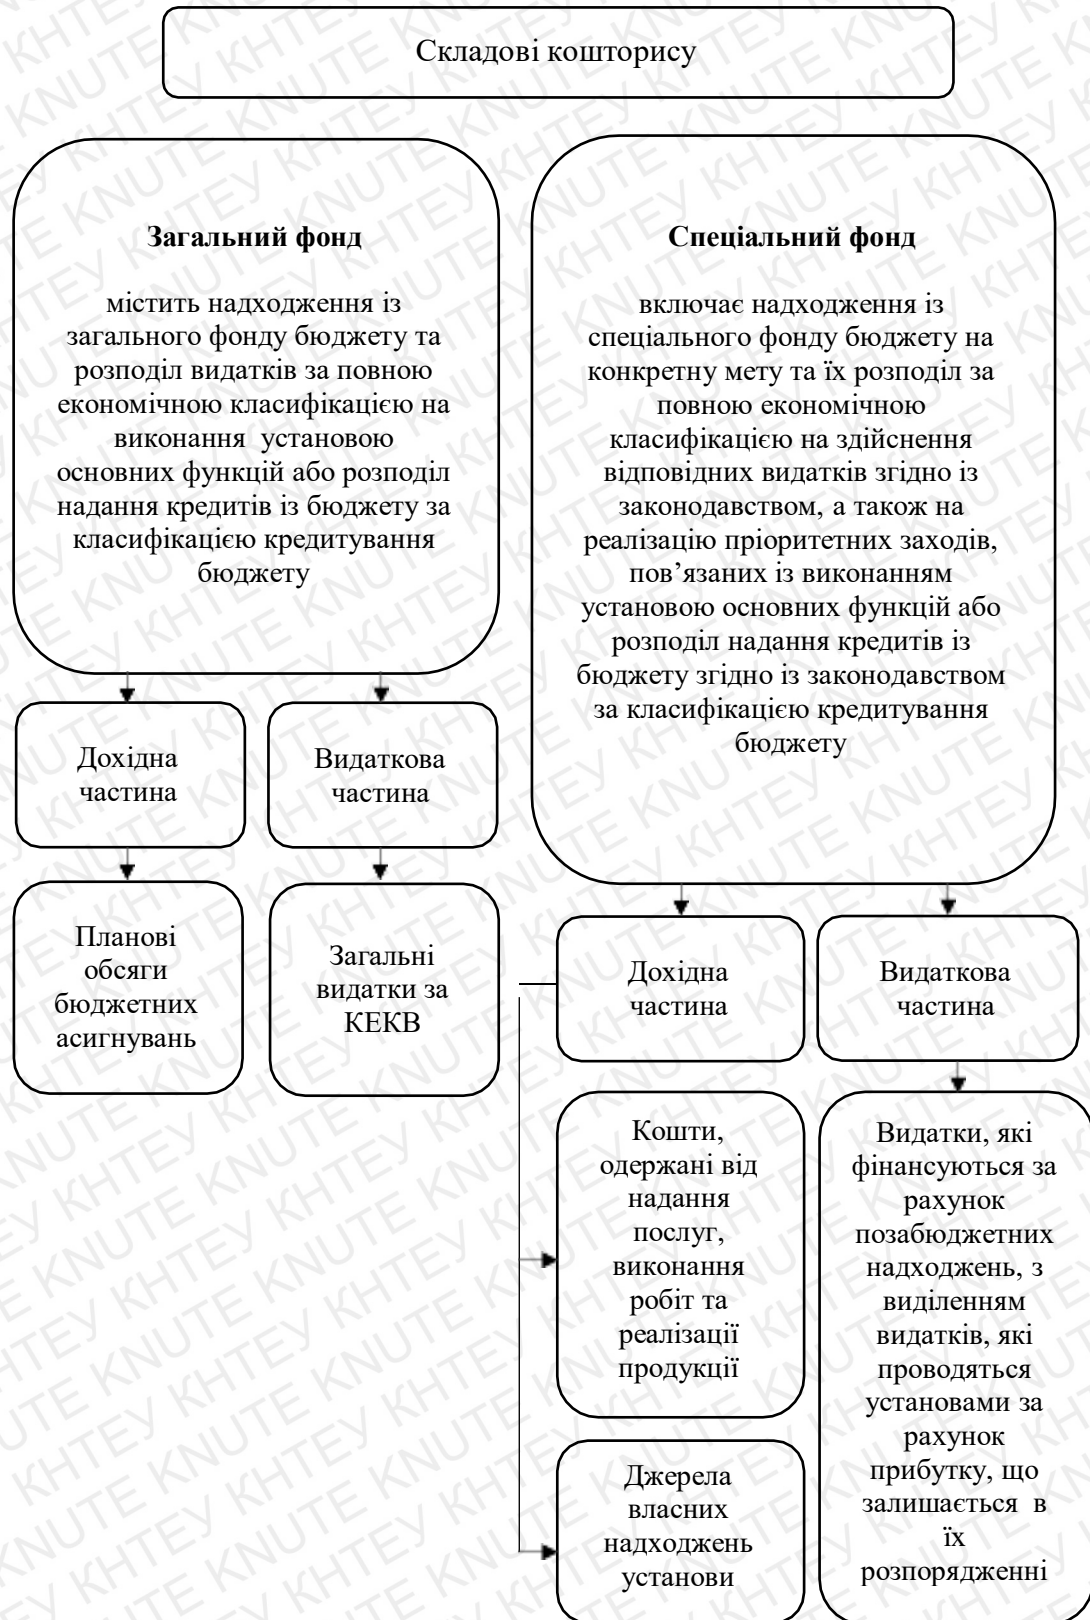 Складові кошторису
Загальний фонд
містить надходження із
загального фонду бюджету та
розподіл видатків за повною
економічною класифікацією на
виконання установою
основних функцій або розподіл
надання кредитів із бюджету за
класифікацією кредитування
бюджету
Спеціальний фонд
включає надходження із
спеціального фонду бюджету на
конкретну мету та їх розподіл за
повною економічною
класифікацією на здійснення
відповідних видатків згідно із
законодавством, а також на
реалізацію пріоритетних заходів,
пов’язаних із виконанням
установою основних функцій або
розподіл надання кредитів із
бюджету згідно із законодавством
за класифікацією кредитування
бюджету
Дохідна
частина
Видаткова
частина
Планові
обсяги
бюджетних
асигнувань
Загальні
видатки за
КЕКВ
Дохідна
частина
Видаткова
частина
Кошти,
одержані від
надання
послуг,
виконання
робіт та
реалізації
продукції
Джерела
власних
надходжень
установи
Видатки, які
фінансуються за
рахунок
позабюджетних
надходжень, з
виділенням
видатків, які
проводяться
установами за
рахунок
прибутку, що
залишається в
їх
розпорядженні